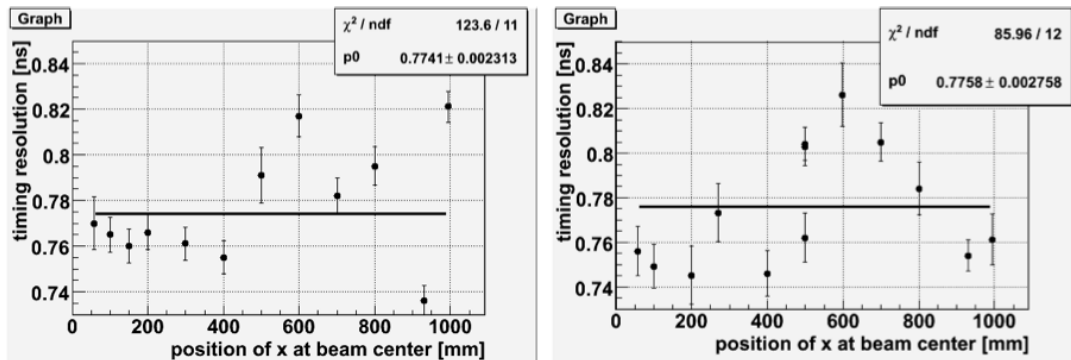 Graph
χ² / ndf 123.6 / 11
p0 0.7741 ± 0.002313
timing resolution [ns]
0.84
0.82
0.8
0.78
0.76
0.74
0 200 400 600 800 1000
position of x at beam center [mm]
Graph
χ² / ndf 85.96 / 12
p0 0.7758 ± 0.002758
timing resolution [ns]
0.84
0.82
0.8
0.78
0.76
0.74
0 200 400 600 800 1000
position of x at beam center [mm]